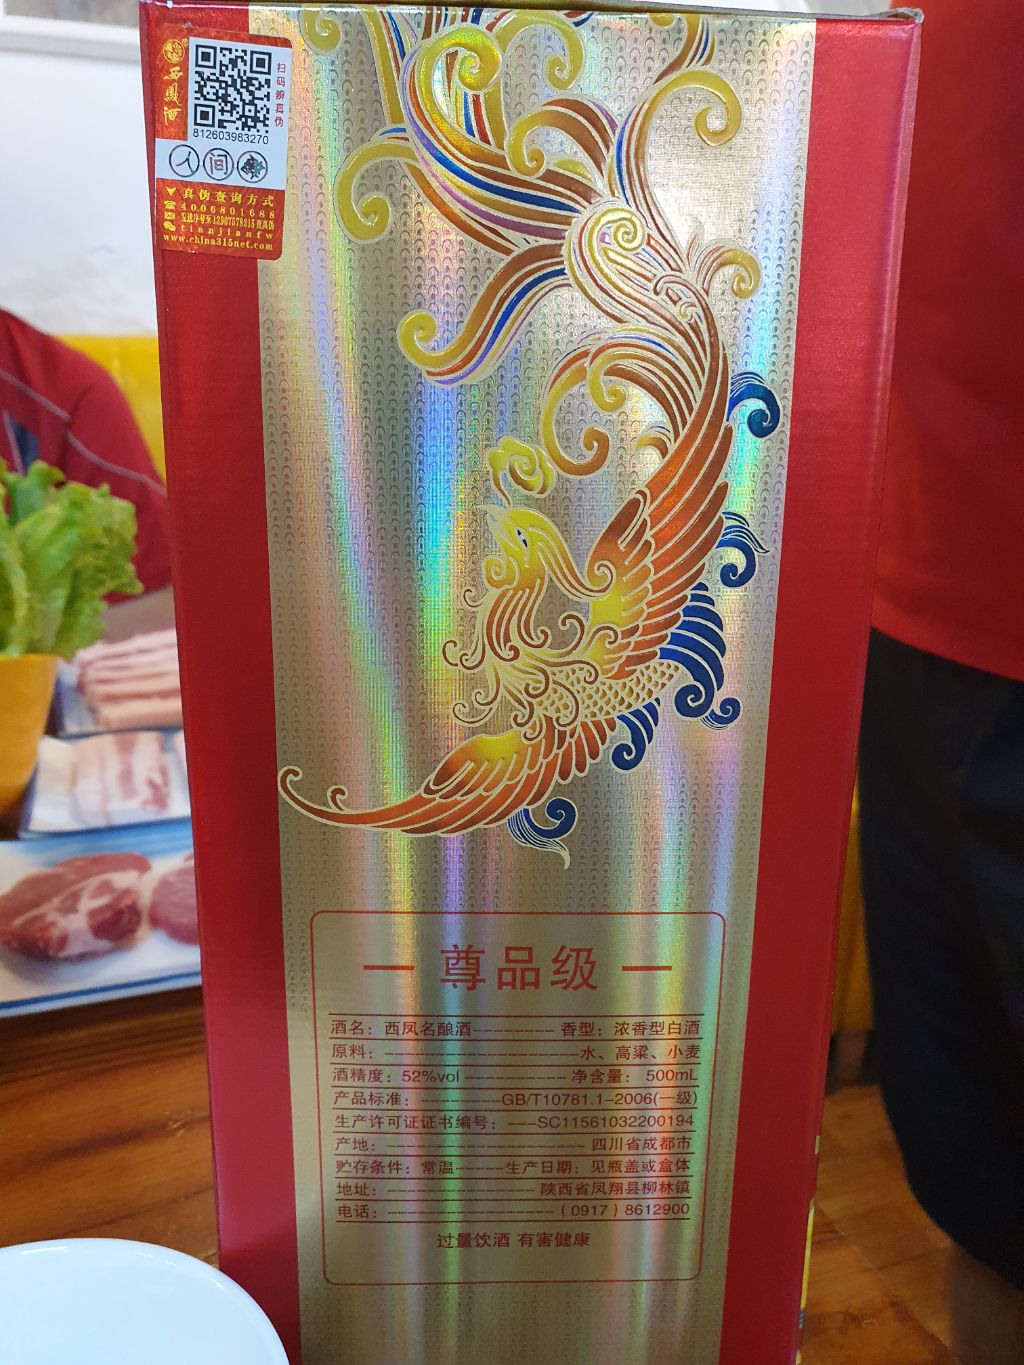 西鳳酒
扫码辨真伪
812603983270
人 间
真伪查询方式
4006801688
tianjianfw
www.china315net.com
尊品级
酒名：西凤名酿酒---------香型：浓香型白酒
原料：---------------------水、高粱、小麦
酒精度：52%vol-----------净含量：500mL
产品标准：---------GB/T10781.1-2006(一级)
生产许可证证书编号：---SC11561032200194
产地：-----------------------四川省成都市
贮存条件：常温-----生产日期：见瓶盖或盒体
地址：----------------陕西省凤翔县柳林镇
电话：-------------------（0917）8612900
过量饮酒 有害健康